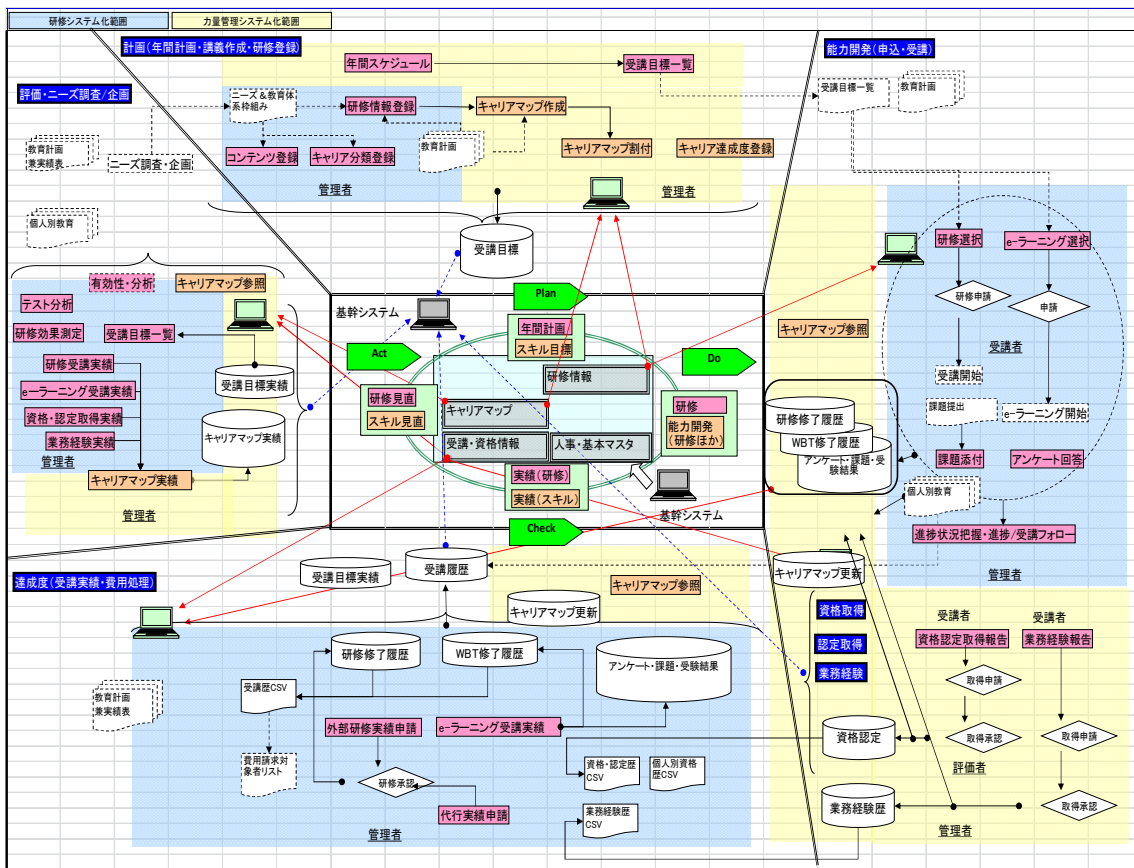 研修システム化範囲
力量管理システム化範囲
計画(年間計画・講義作成・研修登録)
年間スケジュール
受講目標一覧
ニーズ&教育体
系枠組み
研修情報登録
キャリアマップ作成
教育計画
コンテンツ登録
キャリア分類登録
キャリアマップ割付
キャリア達成度登録
管理者
管理者
受講目標
評価・ニーズ調査/企画
教育計画
兼実績表
ニーズ調査・企画
個人別教育
有効性・分析
キャリアマップ参照
テスト分析
研修効果測定
受講目標一覧
研修受講実績
e-ラーニング受講実績
資格・認定取得実績
業務経験実績
管理者
キャリアマップ実績
管理者
受講目標実績
キャリアマップ実績
能力開発(申込・受講)
受講目標一覧
教育計画
研修選択
e-ラーニング選択
研修申請
申請
受講者
受講開始
課題提出
e-ラーニング開始
課題添付
アンケート回答
個人別教育
進捗状況把握・進捗/受講フォロー
管理者
キャリアマップ参照
研修修了履歴
WBT修了履歴
アンケート・課題・受
験結果
基幹システム
Plan
年間計画
スキル目標
Act
Do
研修情報
研修見直
スキル見直
キャリアマップ
研修
能力開発
(研修ほか)
受講・資格情報
人事・基本マスタ
実績(研修)
実績(スキル)
基幹システム
Check
達成度(受講実績・費用処理)
受講目標実績
受講履歴
キャリアマップ参照
キャリアマップ更新
キャリアマップ更新
教育計画
兼実績表
研修修了履歴
WBT修了履歴
アンケート・課題・受験結果
受講歴CSV
外部研修実績申請
e-ラーニング受講実績
費用請求対
象者リスト
研修承認
代行実績申請
資格・認定歴
CSV
個人別資格
歴CSV
業務経験歴
CSV
管理者
資格取得
認定取得
業務経験
受講者
受講者
資格認定取得報告
業務経験報告
取得申請
取得承認
取得申請
評価者
取得承認
管理者
資格認定
業務経験歴